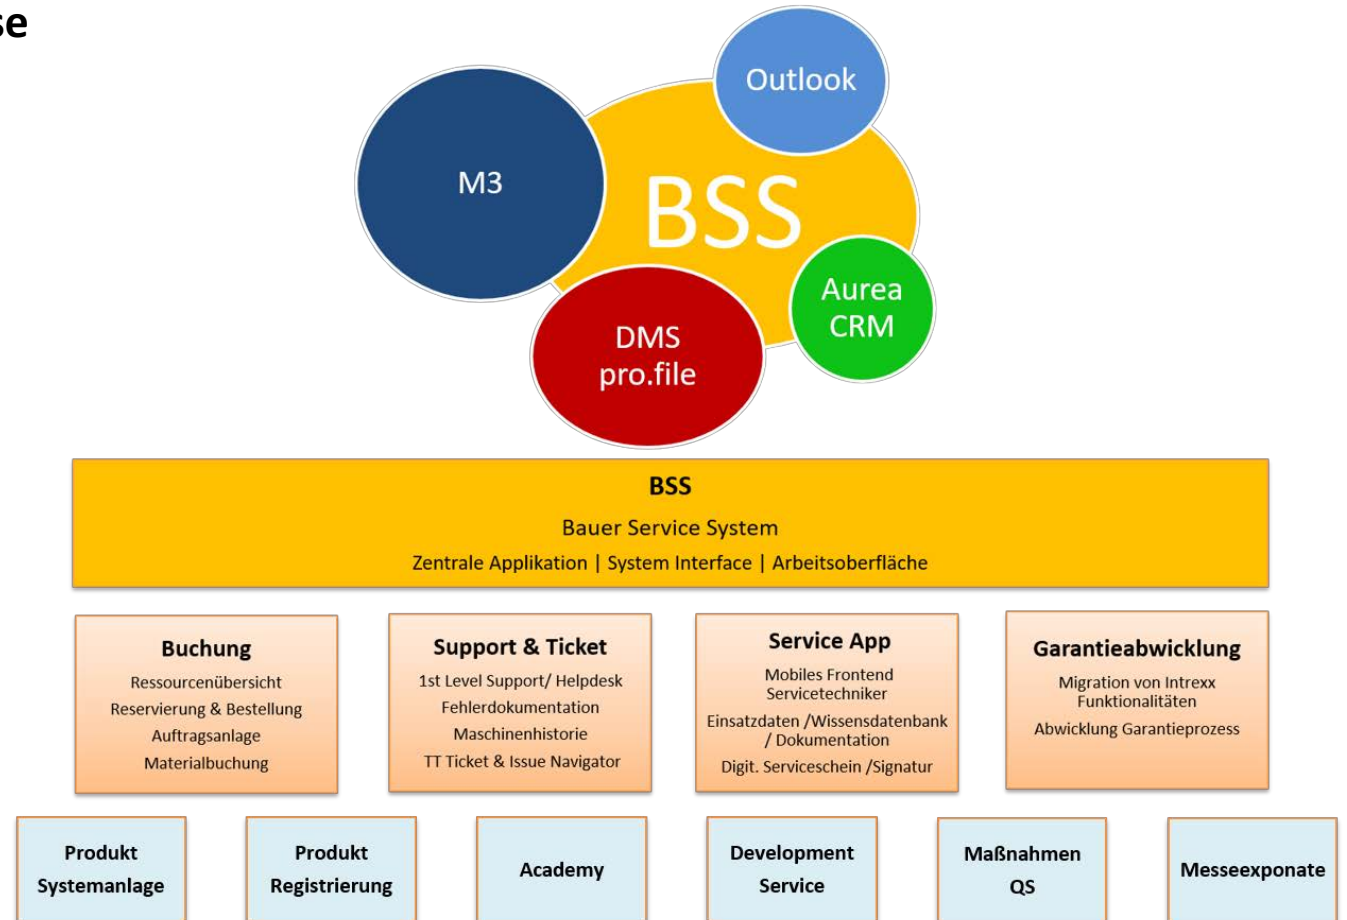 se
Outlook
M3
BSS
Aurea
CRM
DMS
pro.file
BSS
Bauer Service System
Zentrale Applikation | System Interface | Arbeitsoberfläche
Buchung
Ressourcenübersicht
Reservierung & Bestellung
Auftragsanlage
Materialbuchung
Support & Ticket
1st Level Support/ Helpdesk
Fehlerdokumentation
Maschinenhistorie
TT Ticket & Issue Navigator
Service App
Mobiles Frontend
Servicetechniker
Einsatzdaten /Wissensdatenbank
/ Dokumentation
Digit. Serviceschein /Signatur
Garantieabwicklung
Migration von Intrexx
Funktionalitäten
Abwicklung Garantieprozess
Produkt
Systemanlage
Produkt
Registrierung
Academy
Development
Service
Maßnahmen
QS
Messeexponate